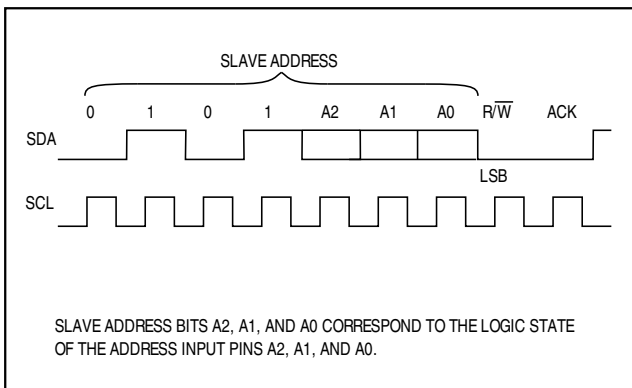 SLAVE ADDRESS
0 1 0 1 A2 A1 A0 R/W̅ ACK
SDA
LSB
SCL
SLAVE ADDRESS BITS A2, A1, AND A0 CORRESPOND TO THE LOGIC STATE
OF THE ADDRESS INPUT PINS A2, A1, AND A0.